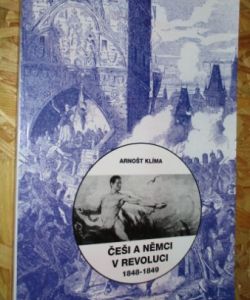 ARNOŠT KLÍMA
ČEŠI A NĚMCI
V REVOLUCI
1848-1849